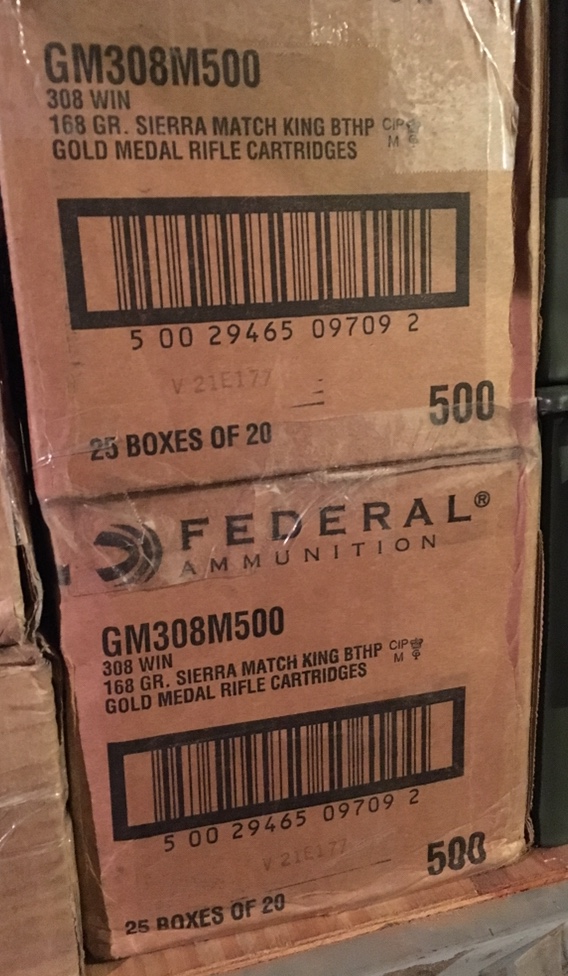 GM308M500
308 WIN
168 GR. SIERRA MATCH KING BTHP CIP
GOLD MEDAL RIFLE CARTRIDGES M
5 00 29465 09709 2
V 21E177
500
25 BOXES OF 20
FEDERAL®
AMMUNITION
GM308M500
308 WIN
168 GR. SIERRA MATCH KING BTHP CIP
GOLD MEDAL RIFLE CARTRIDGES M
5 00 29465 09709 2
V 21E177
500
25 BOXES OF 20